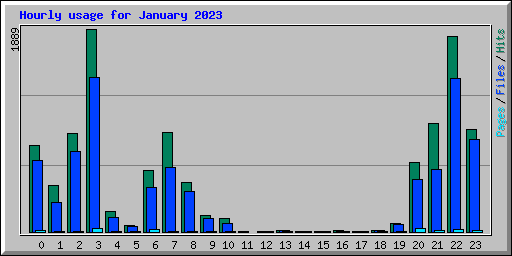 Hourly usage for January 2023
1889
Pages/Files/Hits
0 1 2 3 4 5 6 7 8 9 10 11 12 13 14 15 16 17 18 19 20 21 22 23